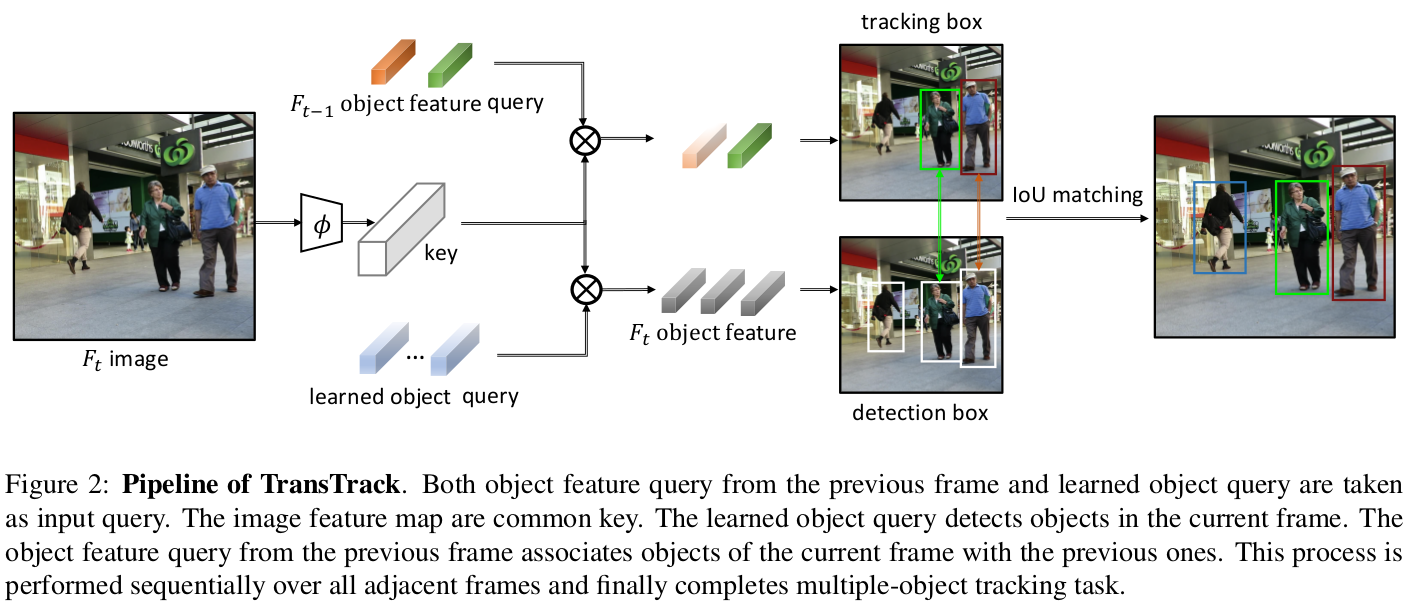 tracking box
F_{t−1} object feature query
ϕ
key
F_t image
learned object query
...
F_t object feature
IoU matching
detection box
Figure 2: Pipeline of TransTrack. Both object feature query from the previous frame and learned object query are taken
as input query. The image feature map are common key. The learned object query detects objects in the current frame. The
object feature query from the previous frame associates objects of the current frame with the previous ones. This process is
performed sequentially over all adjacent frames and finally completes multiple-object tracking task.